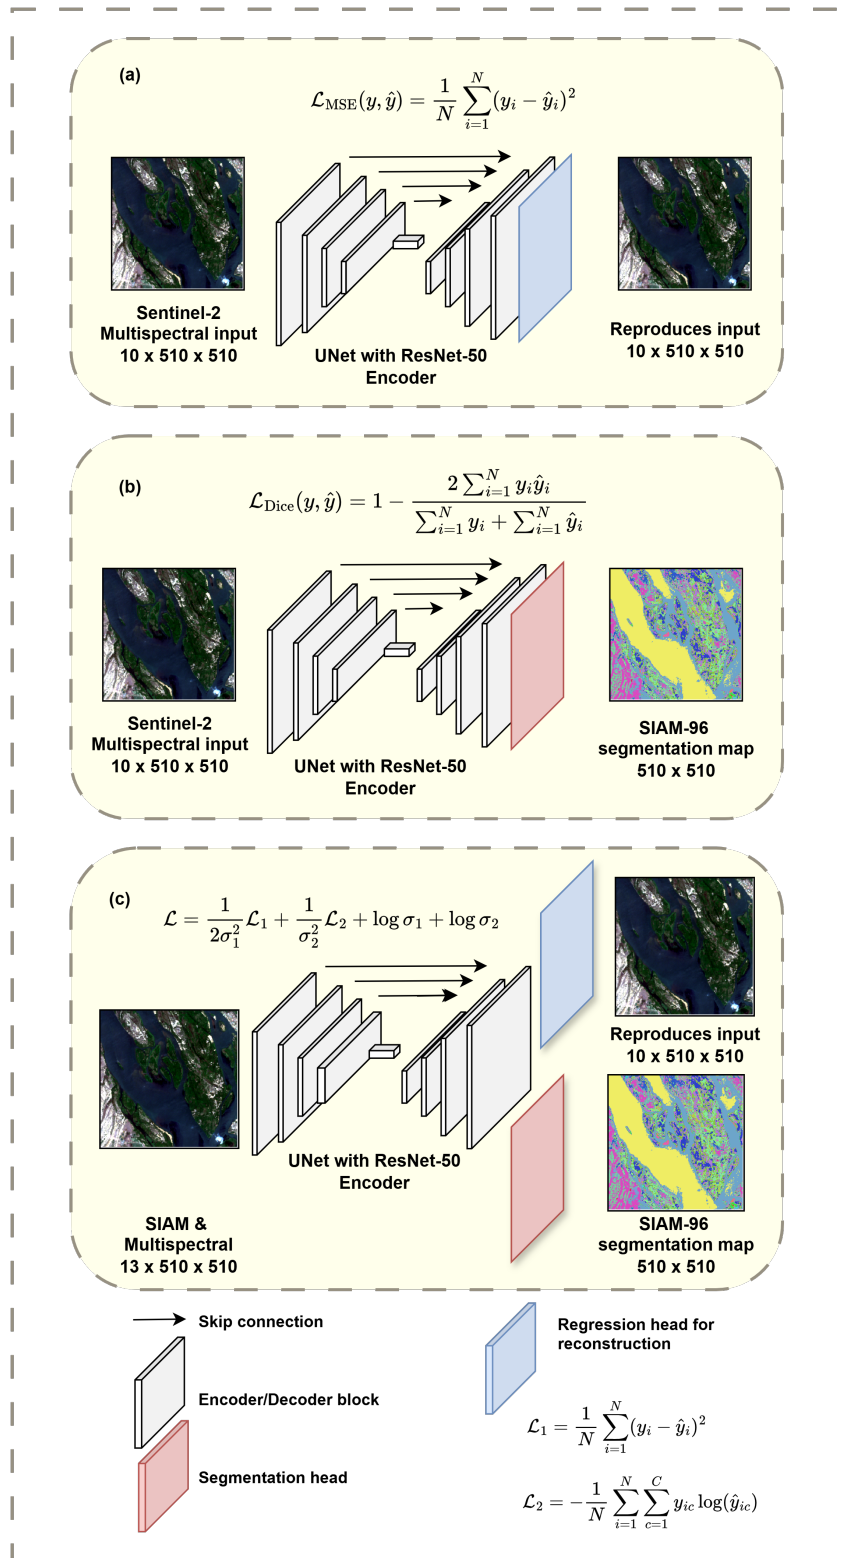 (a)
$\mathcal{L}_{\text{MSE}}(y, \hat{y}) = \frac{1}{N} \sum_{i=1}^{N} (y_i - \hat{y}_i)^2$
Sentinel-2
Multispectral input
10 x 510 x 510
UNet with ResNet-50
Encoder
Reproduces input
10 x 510 x 510
(b)
$\mathcal{L}_{\text{Dice}}(y, \hat{y}) = 1 - \frac{2 \sum_{i=1}^{N} y_i \hat{y}_i}{\sum_{i=1}^{N} y_i + \sum_{i=1}^{N} \hat{y}_i}$
Sentinel-2
Multispectral input
10 x 510 x 510
UNet with ResNet-50
Encoder
SIAM-96
segmentation map
510 x 510
(c)
$\mathcal{L} = \frac{1}{2\sigma_1^2} \mathcal{L}_1 + \frac{1}{\sigma_2^2} \mathcal{L}_2 + \log \sigma_1 + \log \sigma_2$
SIAM &
Multispectral
13 x 510 x 510
UNet with ResNet-50
Encoder
Reproduces input
10 x 510 x 510
SIAM-96
segmentation map
510 x 510
Skip connection
Encoder/Decoder block
Segmentation head
Regression head for
reconstruction
$\mathcal{L}_1 = \frac{1}{N} \sum_{i=1}^{N} (y_i - \hat{y}_i)^2$
$\mathcal{L}_2 = -\frac{1}{N} \sum_{i=1}^{N} \sum_{c=1}^{C} y_{ic} \log(\hat{y}_{ic})$